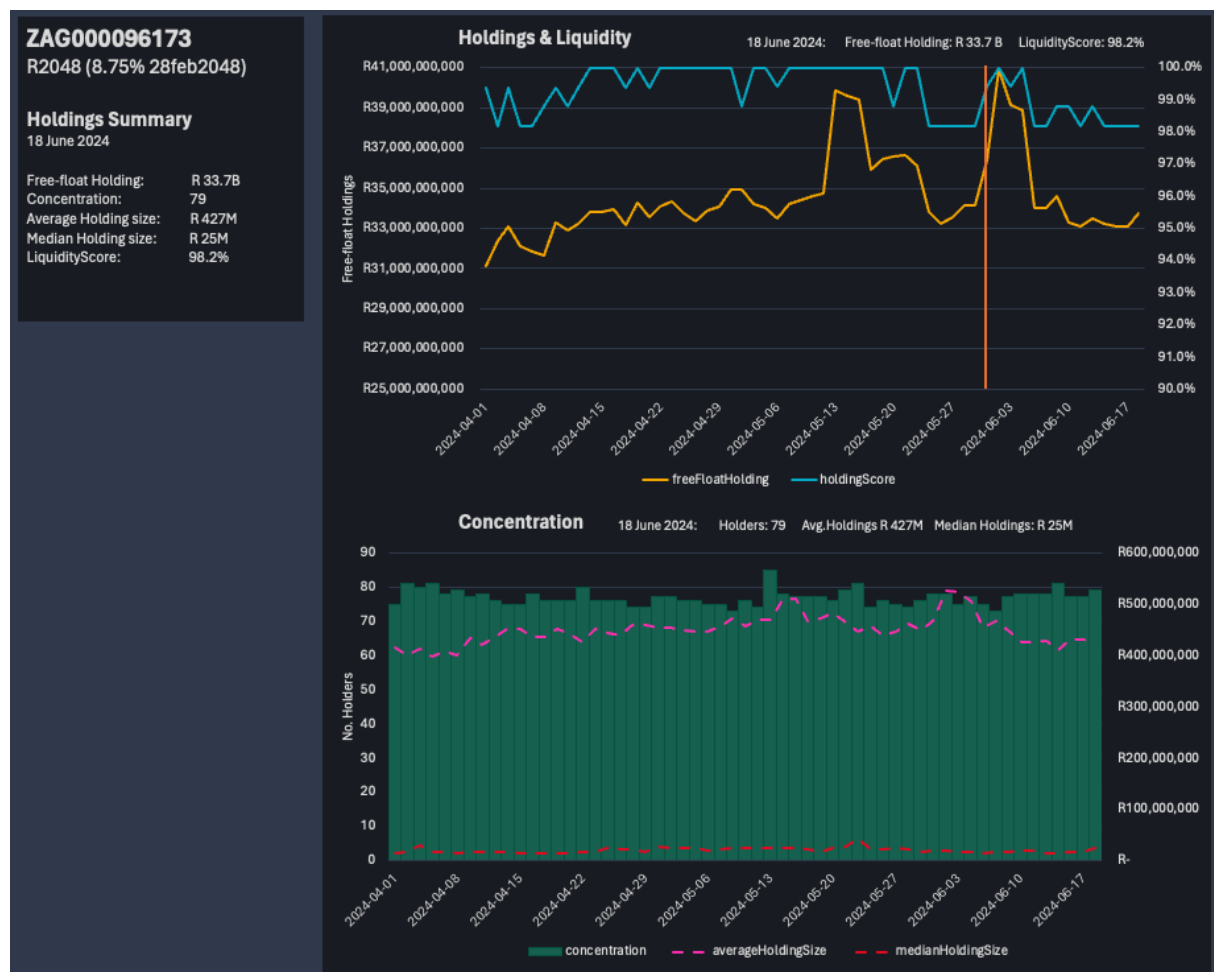 ZAG000096173
R2048 (8.75% 28feb2048)
Holdings Summary
18 June 2024
Free-float Holding: R 33.7B
Concentration: 79
Average Holding size: R 427M
Median Holding size: R 25M
LiquidityScore: 98.2%
Holdings & Liquidity
18 June 2024: Free-float Holding: R 33.7 B LiquidityScore: 98.2%
Free-float Holdings
R41,000,000,000
R39,000,000,000
R37,000,000,000
R35,000,000,000
R33,000,000,000
R31,000,000,000
R29,000,000,000
R27,000,000,000
R25,000,000,000
100.0%
99.0%
98.0%
97.0%
96.0%
95.0%
94.0%
93.0%
92.0%
91.0%
90.0%
2024-04-01
2024-04-08
2024-04-15
2024-04-22
2024-04-29
2024-05-06
2024-05-13
2024-05-20
2024-05-27
2024-06-03
2024-06-10
2024-06-17
freeFloatHolding holdingScore
Concentration
18 June 2024: Holders: 79 Avg.Holdings R 427M Median Holdings: R 25M
No. Holders
90
80
70
60
50
40
30
20
10
0
R600,000,000
R500,000,000
R400,000,000
R300,000,000
R200,000,000
R100,000,000
R-
2024-04-01
2024-04-08
2024-04-15
2024-04-22
2024-04-29
2024-05-06
2024-05-13
2024-05-20
2024-05-27
2024-06-03
2024-06-10
2024-06-17
concentration averageHoldingSize medianHoldingSize